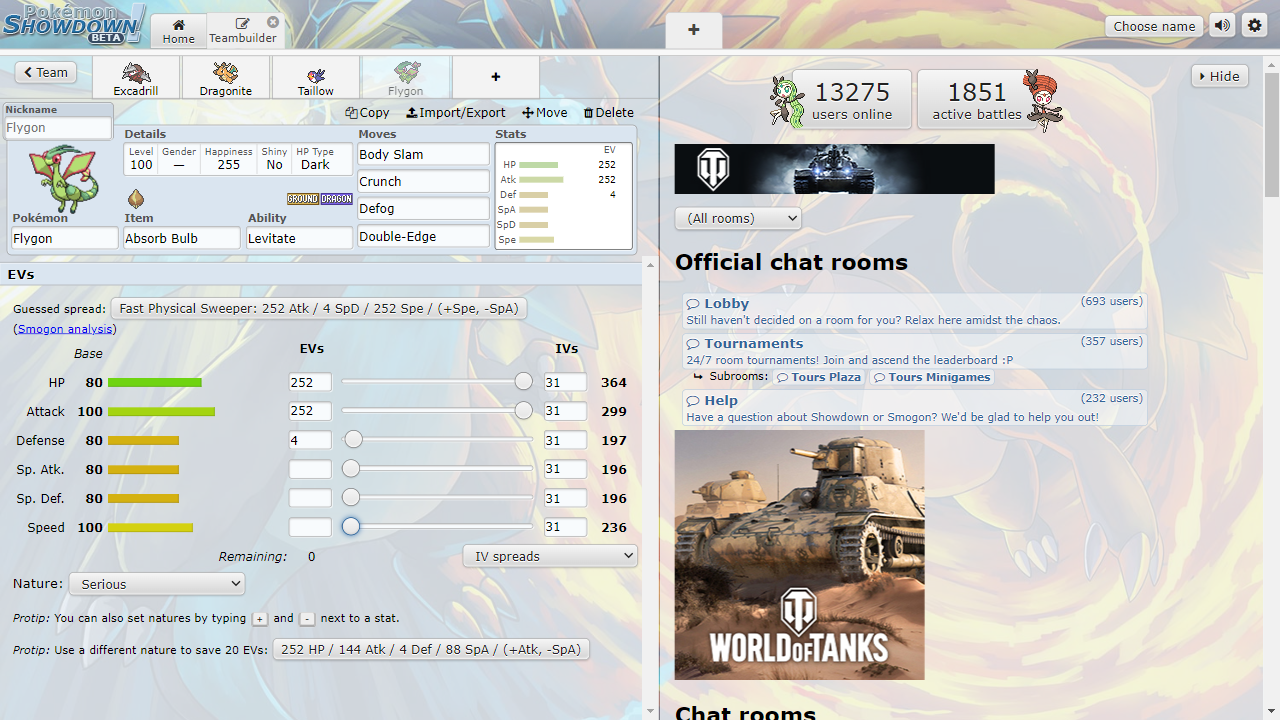 Pokémon
SHOWDOWN!
BETA
Home
Teambuilder
+
Choose name
Team
Excadrill
Dragonite
Taillow
Flygon
+
Copy
Import/Export
Move
Delete
Nickname
Flygon
Details
Level
100
Gender
—
Happiness
255
Shiny
No
HP Type
Dark
GROUND DRAGON
Pokémon
Flygon
Item
Absorb Bulb
Ability
Levitate
Moves
Body Slam
Crunch
Defog
Double-Edge
Stats
EV
HP 252
Atk 252
Def 4
SpA
SpD
Spe
EVs
Guessed spread: Fast Physical Sweeper: 252 Atk / 4 SpD / 252 Spe / (+Spe, -SpA)
(Smogon analysis)
Base EVs IVs
HP 80 252 31 364
Attack 100 252 31 299
Defense 80 4 31 197
Sp. Atk. 80 31 196
Sp. Def. 80 31 196
Speed 100 31 236
Remaining: 0 IV spreads
Nature: Serious
Protip: You can also set natures by typing + and - next to a stat.
Protip: Use a different nature to save 20 EVs: 252 HP / 144 Atk / 4 Def / 88 SpA / (+Atk, -SpA)
13275
users online
1851
active battles
Hide
(All rooms)
Official chat rooms
Lobby (693 users)
Still haven't decided on a room for you? Relax here amidst the chaos.
Tournaments (357 users)
24/7 room tournaments! Join and ascend the leaderboard :P
Subrooms: Tours Plaza Tours Minigames
Help (232 users)
Have a question about Showdown or Smogon? We'd be glad to help you out!
WORLD OF TANKS
Chat rooms